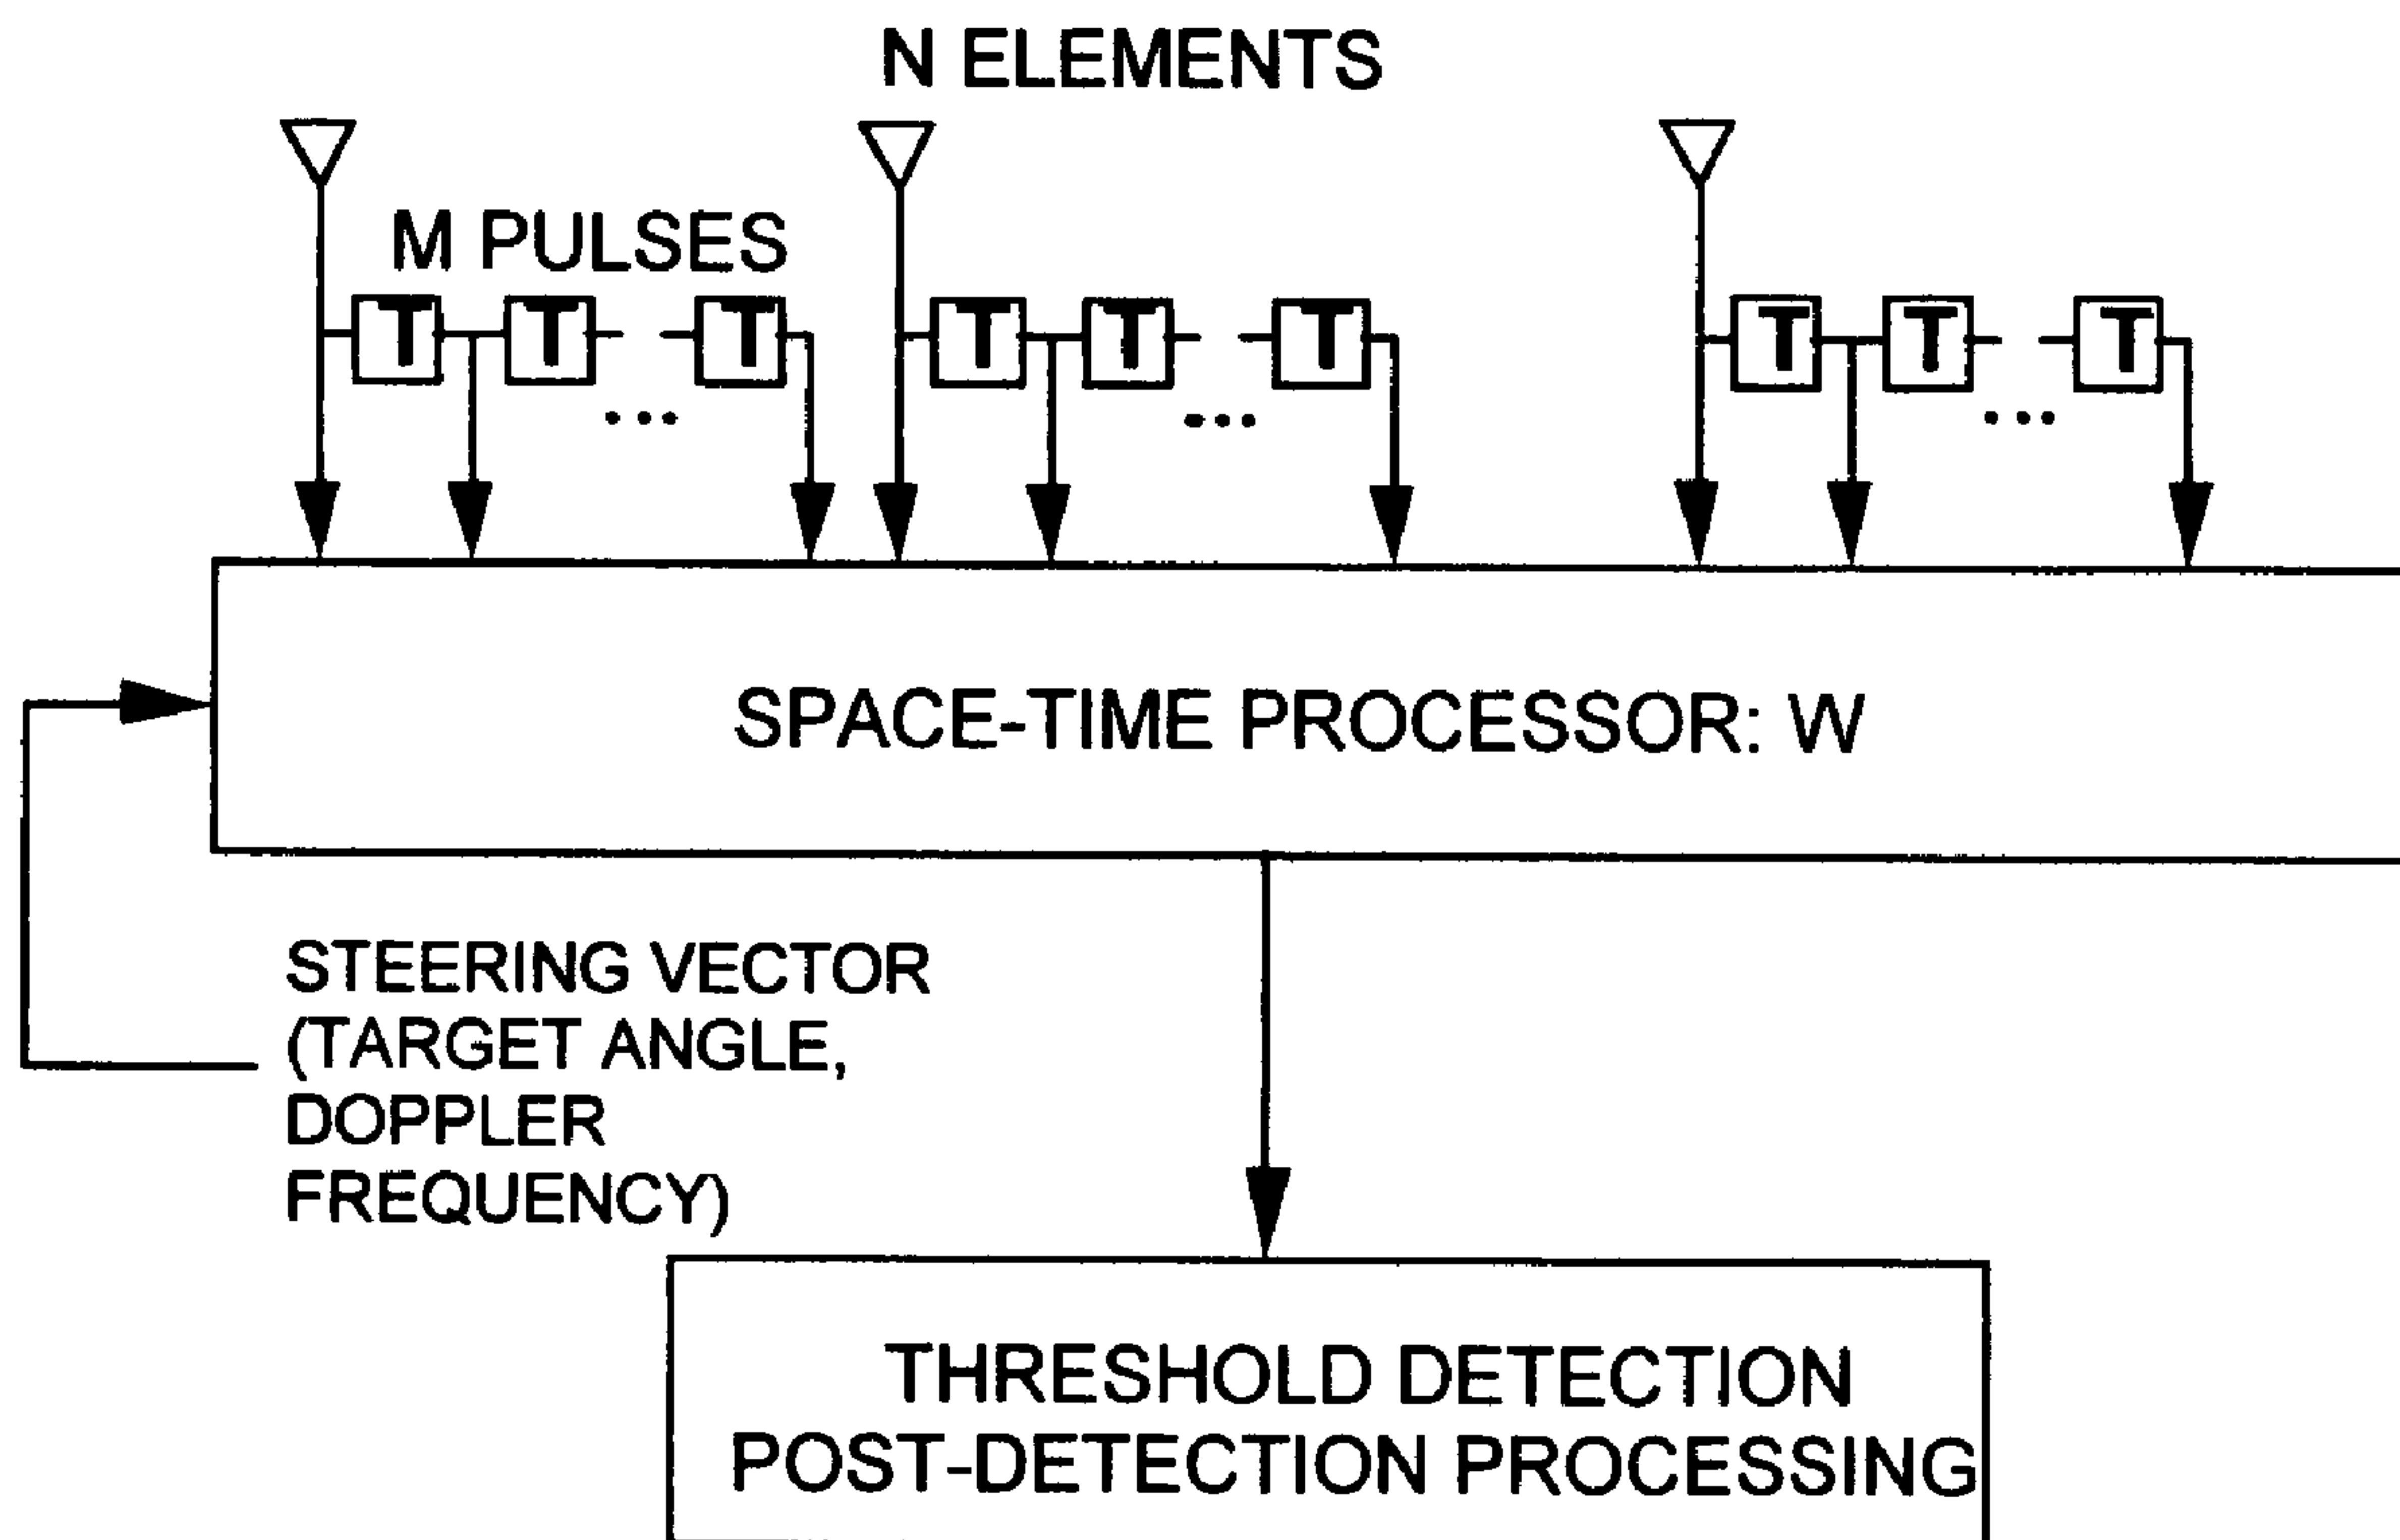 N ELEMENTS
M PULSES
T T T T T T T T T
...
...
...
SPACE-TIME PROCESSOR: W
STEERING VECTOR
(TARGET ANGLE,
DOPPLER
FREQUENCY)
THRESHOLD DETECTION
POST-DETECTION PROCESSING